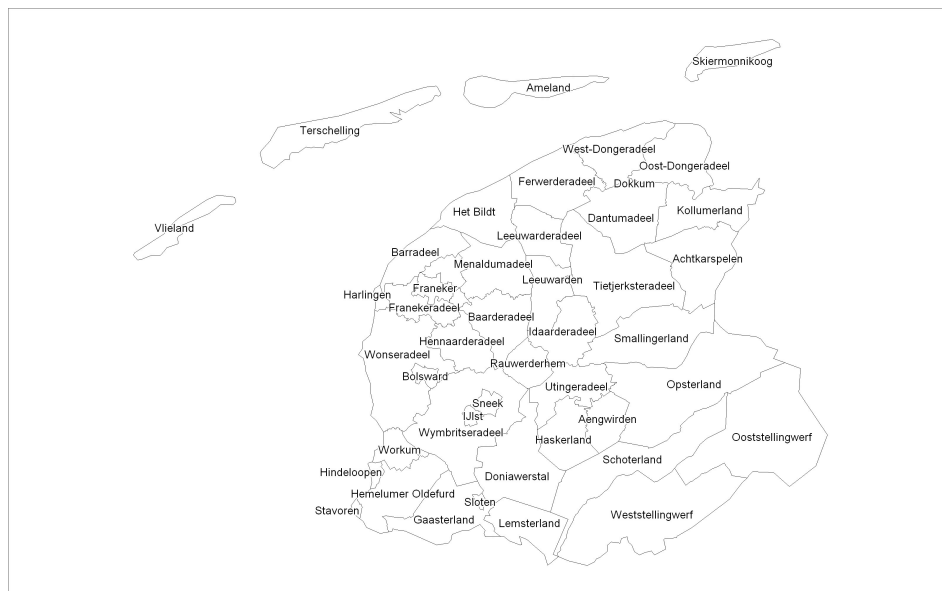 Skiermonnikoog
Ameland
Terschelling
West-Dongeradeel
Oost-Dongeradeel
Ferwerderadeel
Dokkum
Het Bildt
Dantumadeel
Kollumerland
Vlieland
Leeuwarderadeel
Barradeel
Menaldumadeel
Achtkarspelen
Leeuwarden
Tietjerksteradeel
Franeker
Harlingen
Franekeradeel
Baarderadeel
Idaarderadeel
Smallingerland
Hennaarderadeel
Wonseradeel
Rauwerderhem
Bolsward
Utingeradeel
Opsterland
Sneek
IJlst
Aengwirden
Wymbritseradeel
Haskerland
Ooststellingwerf
Workum
Schoterland
Hindeloopen
Doniawerstal
Hemelumer Oldefurd
Sloten
Stavoren
Gaasterland
Lemsterland
Weststellingwerf